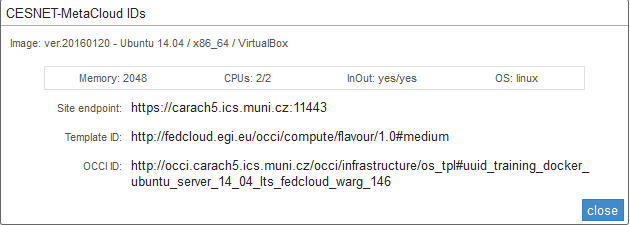 CESNET-MetaCloud IDs
Image: ver.20160120 - Ubuntu 14.04 / x86_64 / VirtualBox
Memory: 2048 CPUs: 2/2 InOut: yes/yes OS: linux
Site endpoint: https://carach5.ics.muni.cz:11443
Template ID: http://fedcloud.egi.eu/occi/compute/flavour/1.0#medium
OCCI ID: http://occi.carach5.ics.muni.cz/occi/infrastructure/os_tpl#uuid_training_docker_
ubuntu_server_14_04_lts_fedcloud_warg_146
close